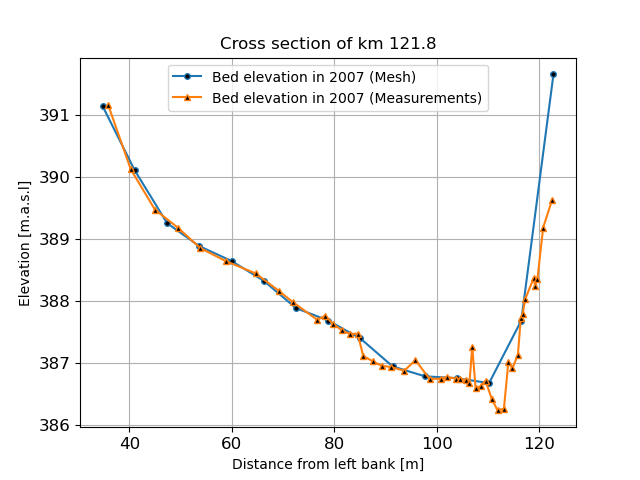 Cross section of km 121.8
Bed elevation in 2007 (Mesh)
Bed elevation in 2007 (Measurements)
Elevation [m.a.s.l]
391
390
389
388
387
386
40 60 80 100 120
Distance from left bank [m]